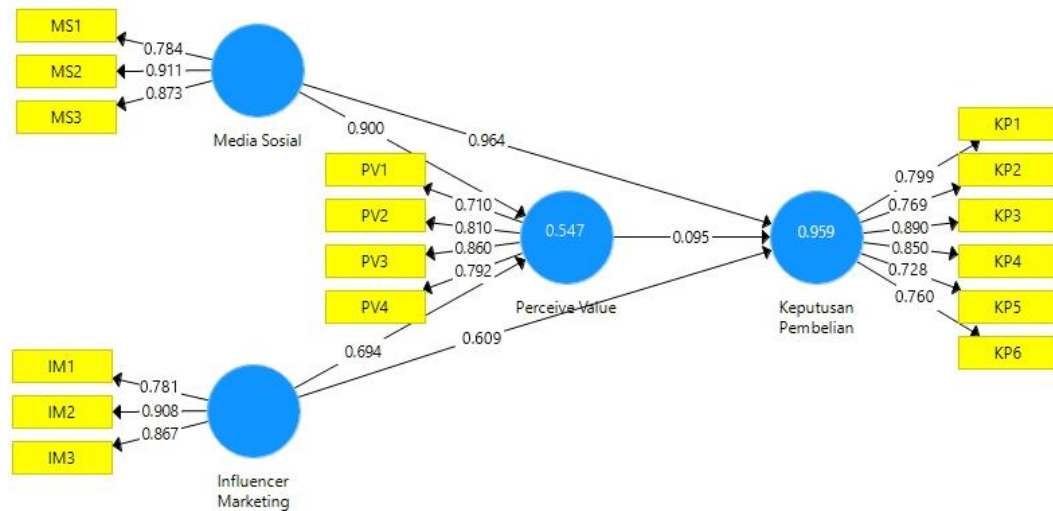 MS1
0.784
MS2
0.911
MS3
0.873
Media Sosial
0.900
0.964
PV1
0.710
PV2
0.810
PV3
0.860
PV4
0.792
0.547
Perceive Value
0.095
0.959
Keputusan
Pembelian
KP1
0.799
KP2
0.769
KP3
0.890
KP4
0.850
KP5
0.728
KP6
0.760
0.694
0.609
IM1
0.781
IM2
0.908
IM3
0.867
Influencer
Marketing